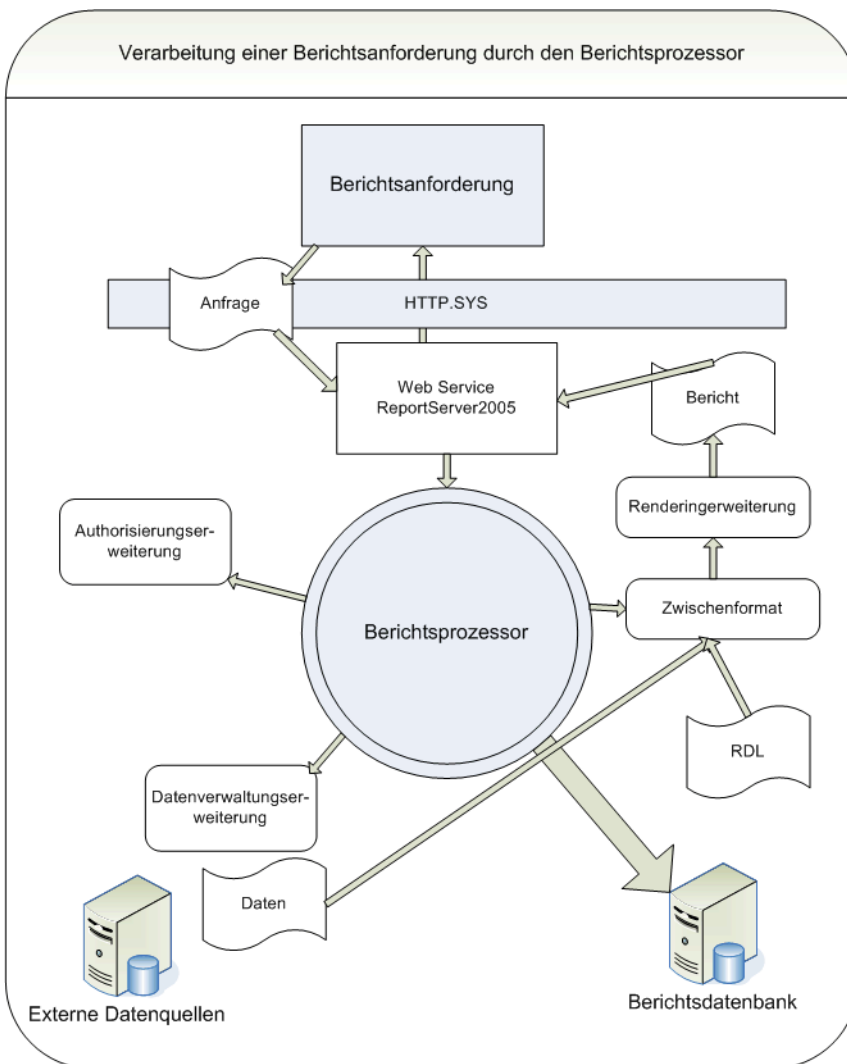 Verarbeitung einer Berichtsanforderung durch den Berichtsprozessor
Berichtsanforderung
Anfrage
HTTP.SYS
Web Service
ReportServer2005
Bericht
Authorisierungser-
weiterung
Renderingerweiterung
Zwischenformat
Berichtsprozessor
RDL
Datenverwaltungser-
weiterung
Daten
Externe Datenquellen
Berichtsdatenbank